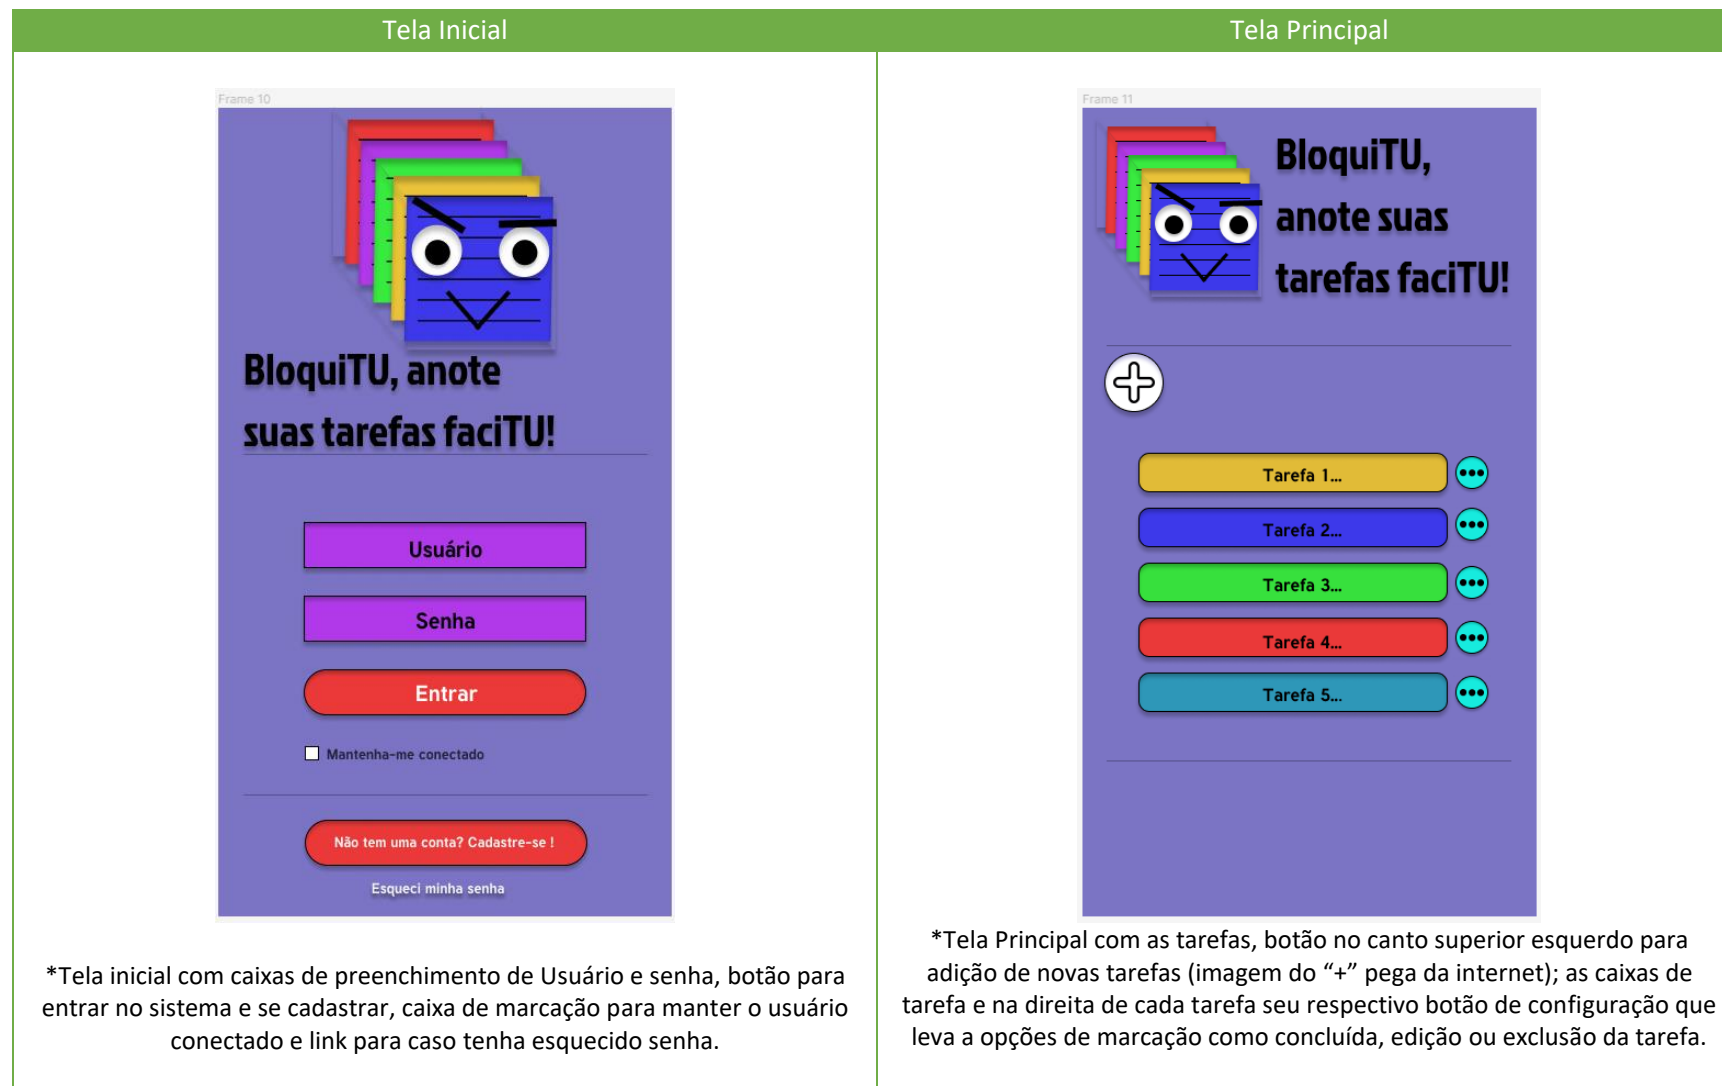 Tela Inicial
Tela Principal
Frame 10
BloquiTU, anote
suas tarefas faciTU!
Usuário
Senha
Entrar
Mantenha-me conectado
Não tem uma conta? Cadastre-se !
Esqueci minha senha
*Tela inicial com caixas de preenchimento de Usuário e senha, botão para
entrar no sistema e se cadastrar, caixa de marcação para manter o usuário
conectado e link para caso tenha esquecido senha.
Frame 11
BloquiTU,
anote suas
tarefas faciTU!
Tarefa 1...
Tarefa 2...
Tarefa 3...
Tarefa 4...
Tarefa 5...
*Tela Principal com as tarefas, botão no canto superior esquerdo para
adição de novas tarefas (imagem do “+” pega da internet); as caixas de
tarefa e na direita de cada tarefa seu respectivo botão de configuração que
leva a opções de marcação como concluída, edição ou exclusão da tarefa.